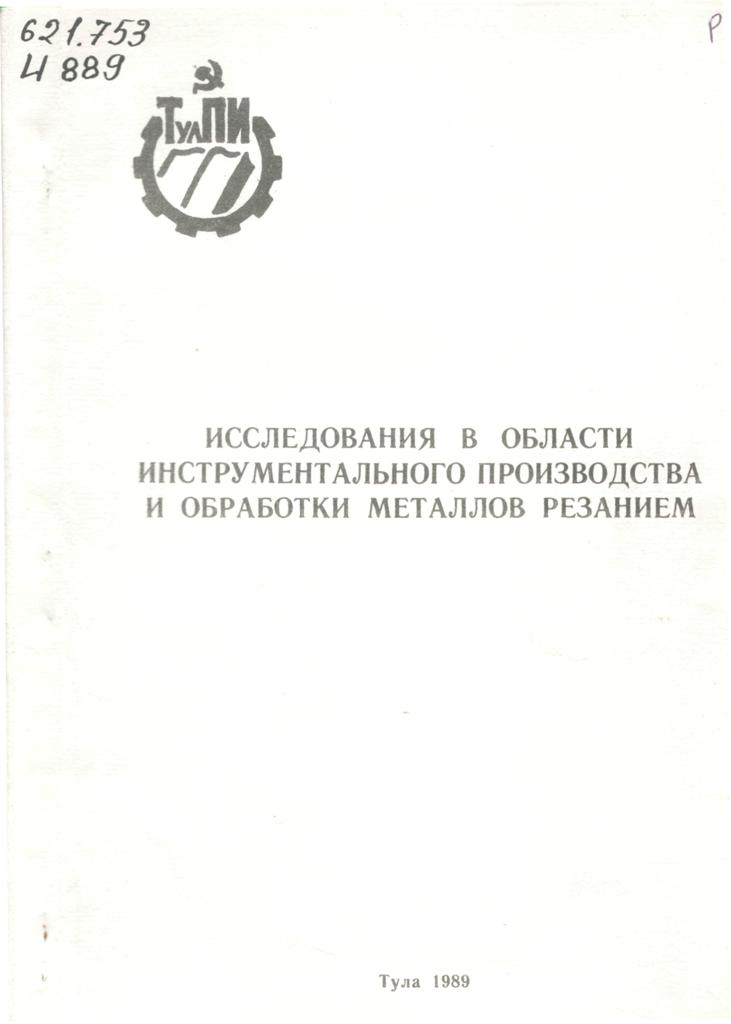 621.753
И 889
Р
ТулПИ
ИССЛЕДОВАНИЯ В ОБЛАСТИ
ИНСТРУМЕНТАЛЬНОГО ПРОИЗВОДСТВА
И ОБРАБОТКИ МЕТАЛЛОВ РЕЗАНИЕМ
Тула 1989